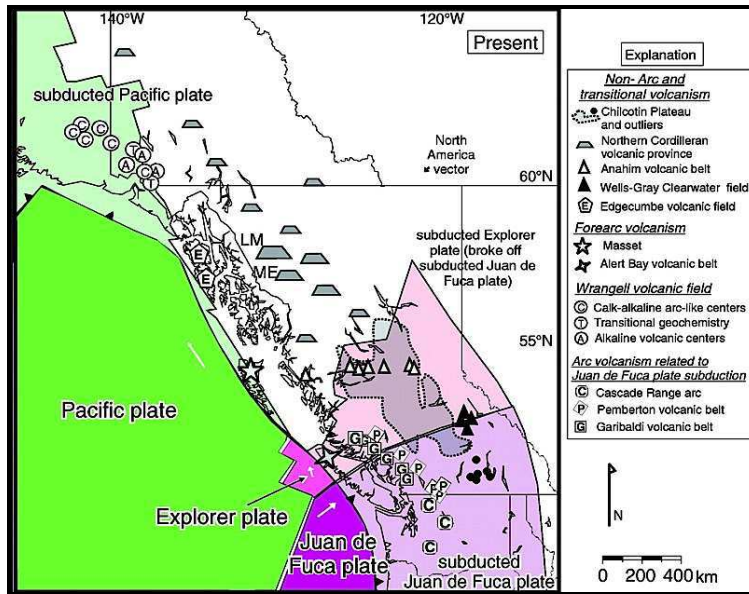 140°W
120°W
Present
subducted Pacific plate
North
America
vector
60°N
LM
ME
subducted Explorer
plate (broke off
subducted Juan de
Fuca plate)
55°N
Pacific plate
Explorer plate
Juan de
Fuca plate
subducted
Juan de Fuca plate
C
C
C
C
C
T
A
A
C
A
T
E
E
G
P
G
P
G
P
G
P
G
P
P
P
C
C
C
Explanation
Non- Arc and
transitional volcanism
Chilcotin Plateau
and outliers
Northern Cordilleran
volcanic province
Anahim volcanic belt
Wells-Gray Clearwater field
E Edgecumbe volcanic field
Forearc volcanism
Masset
Alert Bay volcanic belt
Wrangell volcanic field
C Calk-alkaline arc-like centers
T Transitional geochemistry
A Alkaline volcanic centers
Arc volcanism related to
Juan de Fuca plate subduction
C Cascade Range arc
P Pemberton volcanic belt
G Garibaldi volcanic belt
N
0 200 400 km